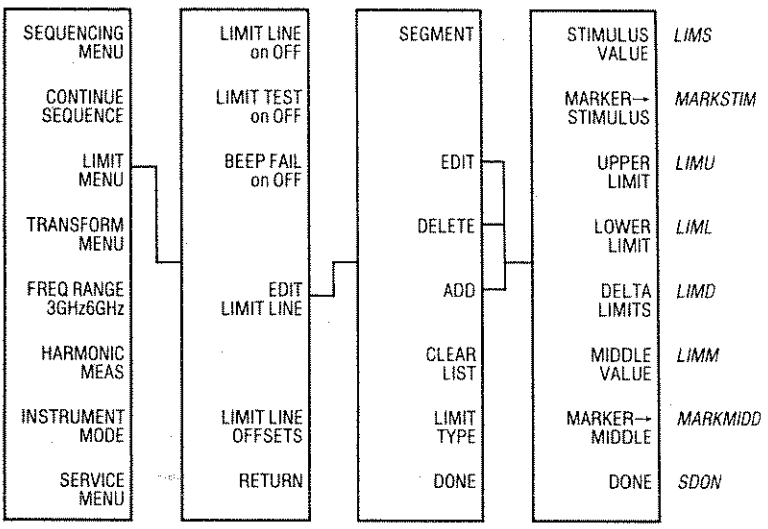 SEQUENCING
MENU
CONTINUE
SEQUENCE
LIMIT
MENU
TRANSFORM
MENU
FREQ RANGE
3GHz6GHz
HARMONIC
MEAS
INSTRUMENT
MODE
SERVICE
MENU
LIMIT LINE
on OFF
LIMIT TEST
on OFF
BEEP FAIL
on OFF
EDIT
LIMIT LINE
LIMIT LINE
OFFSETS
RETURN
SEGMENT
EDIT
DELETE
ADD
CLEAR
LIST
LIMIT
TYPE
DONE
STIMULUS
VALUE
LIMS
MARKER→
STIMULUS
MARKSTIM
UPPER
LIMIT
LIMU
LOWER
LIMIT
LIML
DELTA
LIMITS
LIMD
MIDDLE
VALUE
LIMM
MARKER→
MIDDLE
MARKMIDD
DONE
SDON